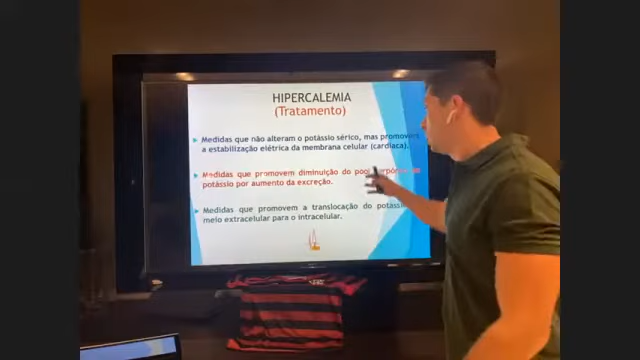 HIPERCALEMIA
(Tratamento)
Medidas que não alteram o potássio sérico, mas promovem
a estabilização elétrica da membrana celular (cardíaca).
Medidas que promovem diminuição do pool
potássio por aumento da excreção.
Medidas que promovem a translocação do
meio extracelular para o intracelular.